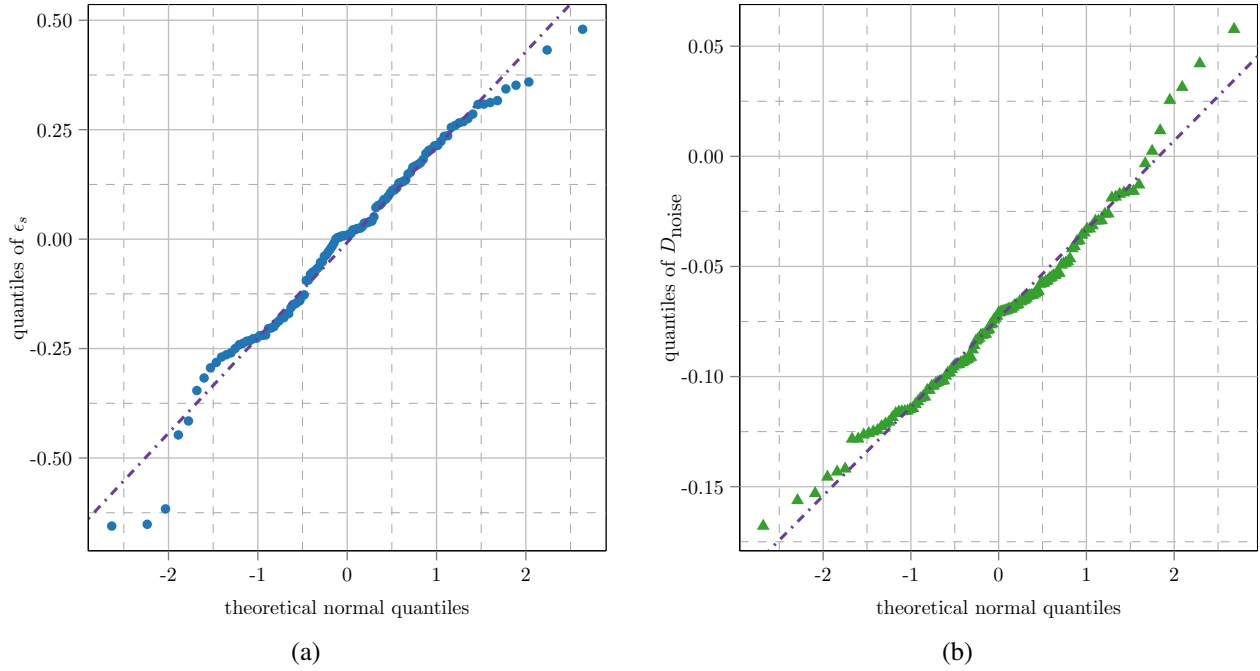 quantiles of ϵₛ
0.50
0.25
0.00
-0.25
-0.50
-2 -1 0 1 2
theoretical normal quantiles
(a)
quantiles of D_noise
0.05
0.00
-0.05
-0.10
-0.15
-2 -1 0 1 2
theoretical normal quantiles
(b)